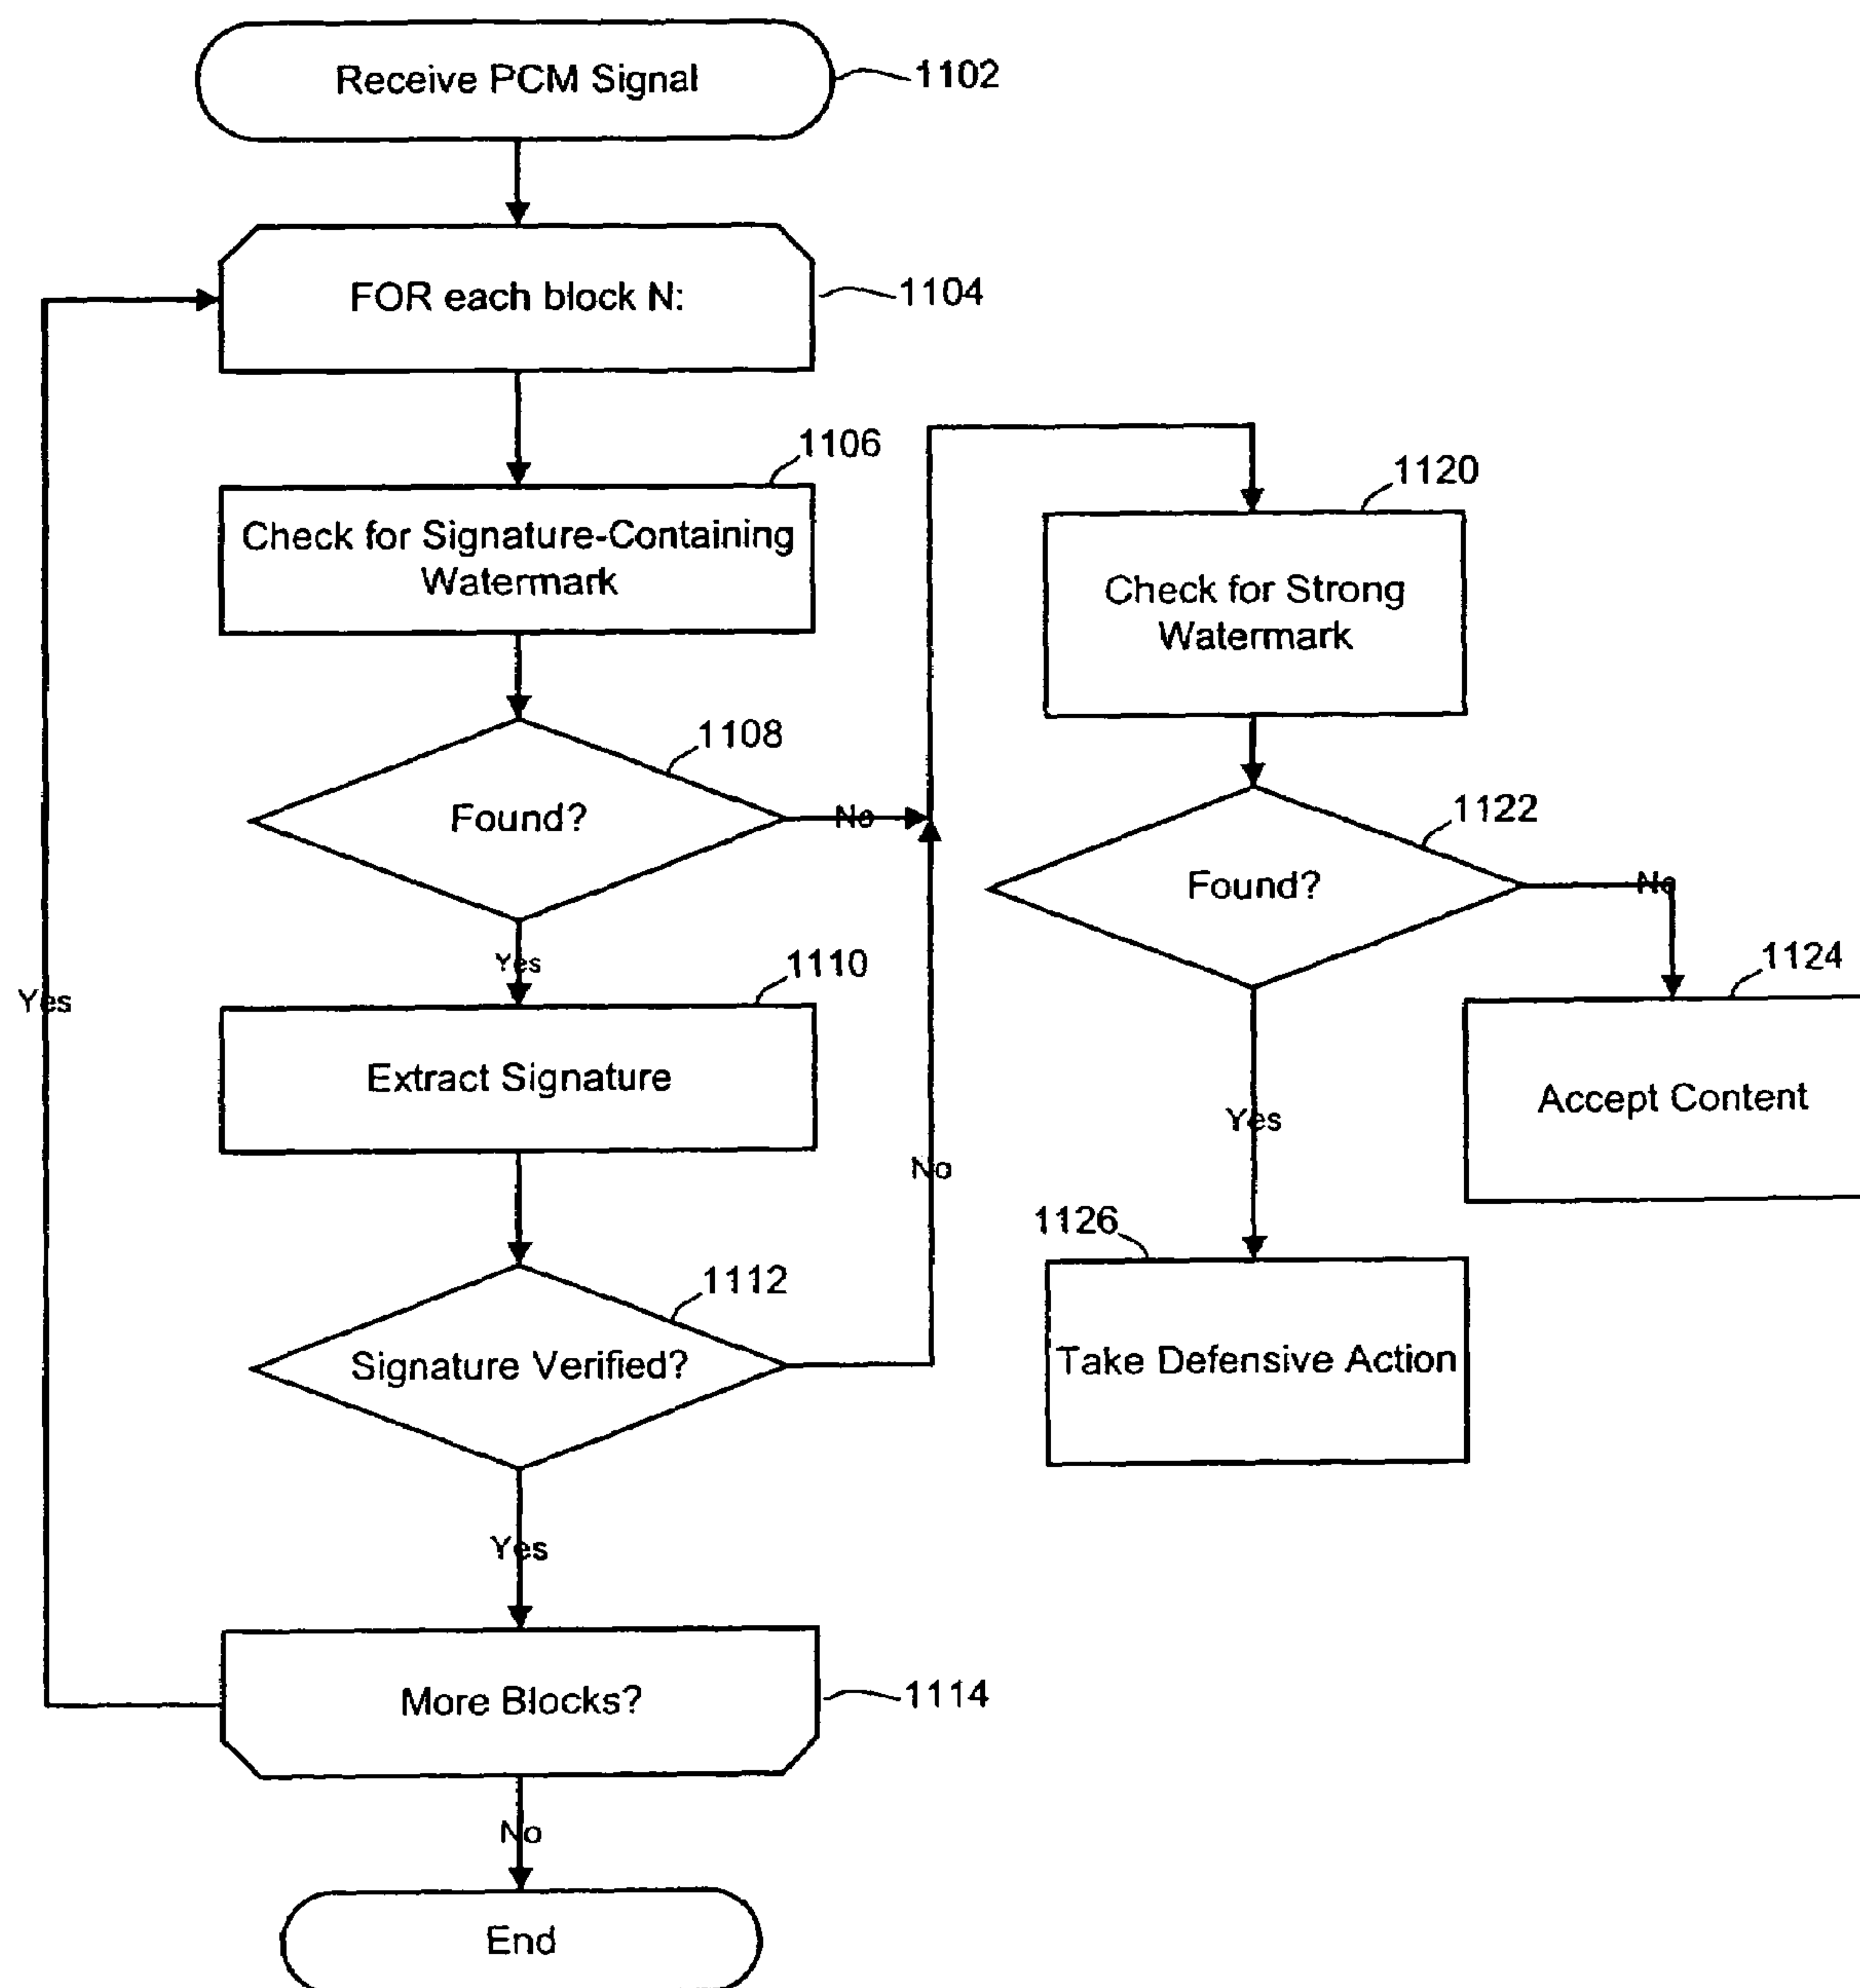 Receive PCM Signal
1102
FOR each block N:
1104
1106
Check for Signature-Containing
Watermark
1108
Found?
No
Yes
1110
Extract Signature
1112
Signature Verified?
No
Yes
More Blocks?
1114
Yes
No
End
1120
Check for Strong
Watermark
1122
Found?
No
1124
Accept Content
Yes
1126
Take Defensive Action